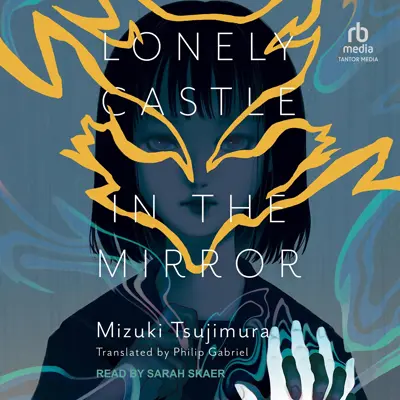 rb
media
TANTOR MEDIA
LONELY
CASTLE
IN THE
MIRROR
Mizuki Tsujimura
Translated by Philip Gabriel
READ BY SARAH SKAER